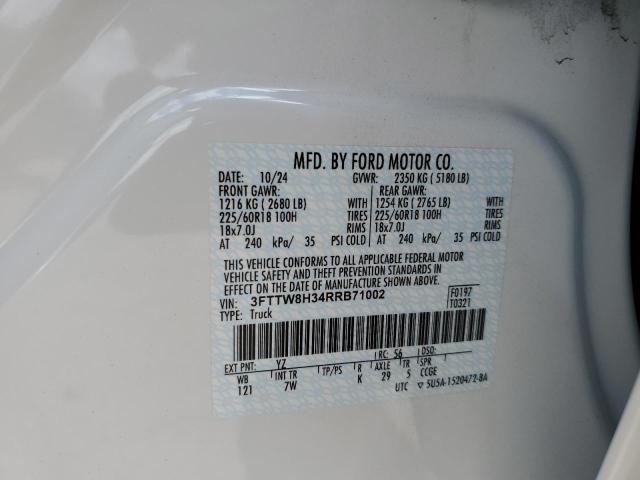 MFD. BY FORD MOTOR CO.
DATE: 10/24 GVWR: 2350 KG ( 5180 LB)
FRONT GAWR: REAR GAWR:
1216 KG ( 2680 LB) 1254 KG ( 2765 LB)
225/60R18 100H TIRES 225/60R18 100H TIRES
18x7.0J RIMS 18x7.0J RIMS
AT 240 kPa/ 35 PSI COLD AT 240 kPa/ 35 PSI COLD
THIS VEHICLE CONFORMS TO ALL APPLICABLE FEDERAL MOTOR
VEHICLE SAFETY AND THEFT PREVENTION STANDARDS IN
EFFECT ON THE DATE OF MANUFACTURE SHOWN ABOVE.
VIN: 3FTTW8H34RRB71002 F0197
TYPE: Truck T0321
EXT PNT: YZ RC: 56 DSO:
WB INT TR TP/PS R AXLE TR SPR
121 7W K 29 5 CCGE
UTC ▽ 5U5A-1520472-BA